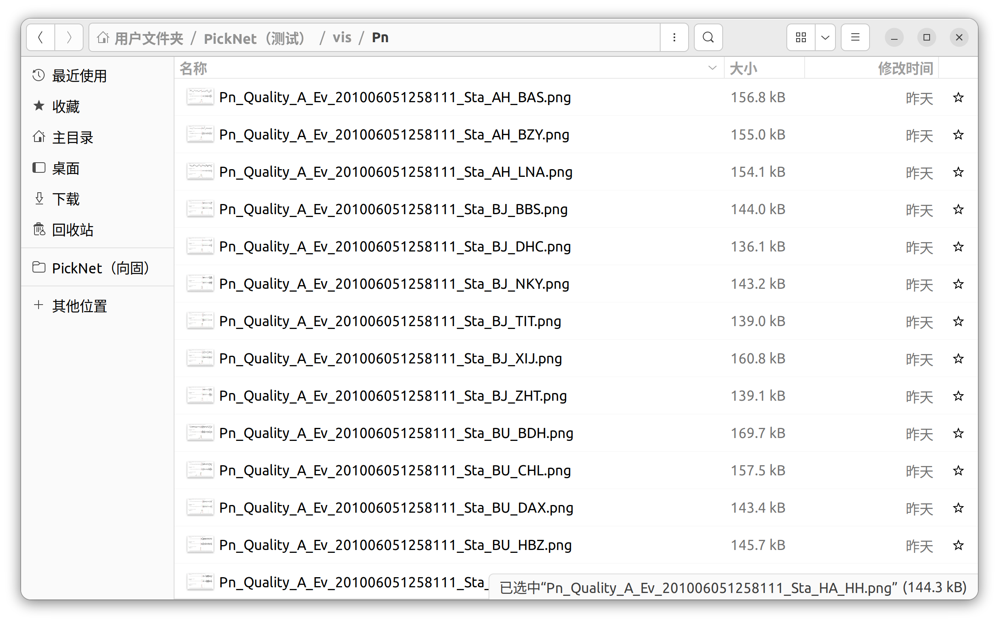 用户文件夹 / PickNet（测试） / vis / Pn
最近使用
收藏
主目录
桌面
下载
回收站
PickNet（向固）
其他位置
名称 大小 修改时间
Pn_Quality_A_Ev_201006051258111_Sta_AH_BAS.png 156.8 kB 昨天
Pn_Quality_A_Ev_201006051258111_Sta_AH_BZY.png 155.0 kB 昨天
Pn_Quality_A_Ev_201006051258111_Sta_AH_LNA.png 154.1 kB 昨天
Pn_Quality_A_Ev_201006051258111_Sta_BJ_BBS.png 144.0 kB 昨天
Pn_Quality_A_Ev_201006051258111_Sta_BJ_DHC.png 136.1 kB 昨天
Pn_Quality_A_Ev_201006051258111_Sta_BJ_NKY.png 143.2 kB 昨天
Pn_Quality_A_Ev_201006051258111_Sta_BJ_TIT.png 139.0 kB 昨天
Pn_Quality_A_Ev_201006051258111_Sta_BJ_XIJ.png 160.8 kB 昨天
Pn_Quality_A_Ev_201006051258111_Sta_BJ_ZHT.png 139.1 kB 昨天
Pn_Quality_A_Ev_201006051258111_Sta_BU_BDH.png 169.7 kB 昨天
Pn_Quality_A_Ev_201006051258111_Sta_BU_CHL.png 157.5 kB 昨天
Pn_Quality_A_Ev_201006051258111_Sta_BU_DAX.png 143.4 kB 昨天
Pn_Quality_A_Ev_201006051258111_Sta_BU_HBZ.png 145.7 kB 昨天
Pn_Quality_A_Ev_201006051258111_Sta_
已选中“Pn_Quality_A_Ev_201006051258111_Sta_HA_HH.png” (144.3 kB)